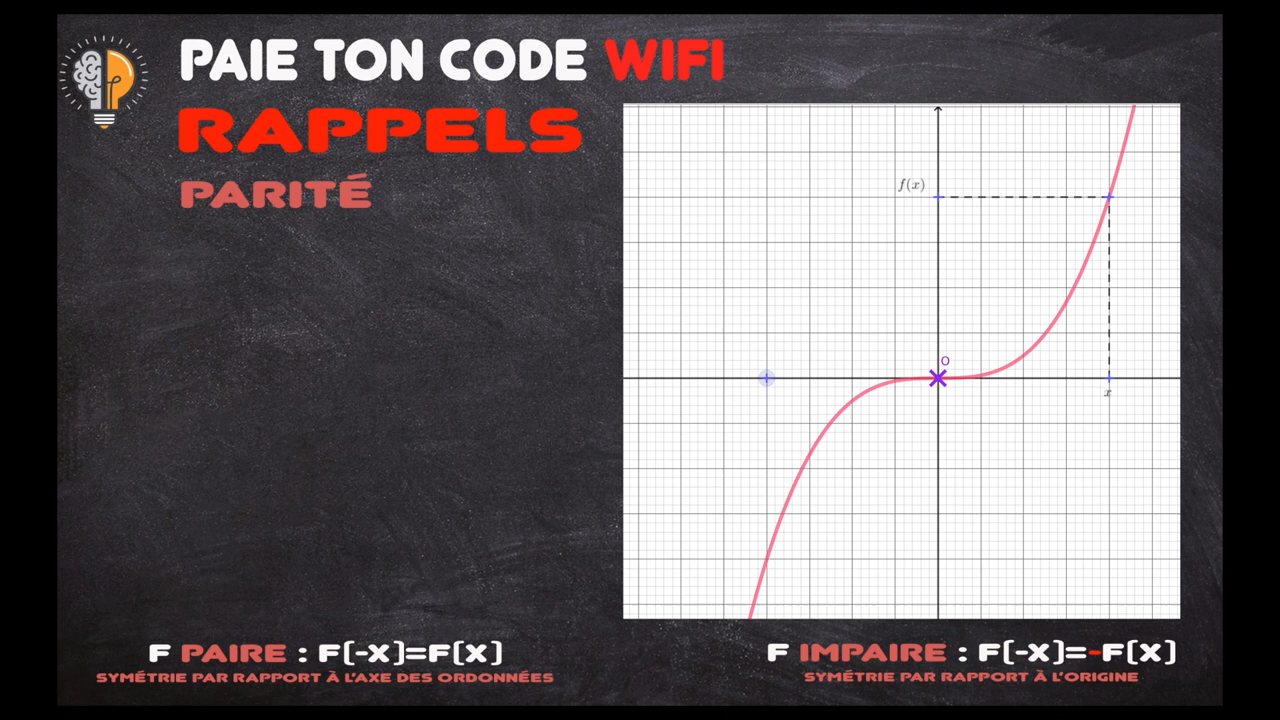 PAIE TON CODE WIFI
RAPPELS
PARITÉ
f(x)
O
x
F PAIRE : F(-X)=F(X)
SYMÉTRIE PAR RAPPORT À L'AXE DES ORDONNÉES
F IMPAIRE : F(-X)=-F(X)
SYMÉTRIE PAR RAPPORT À L'ORIGINE